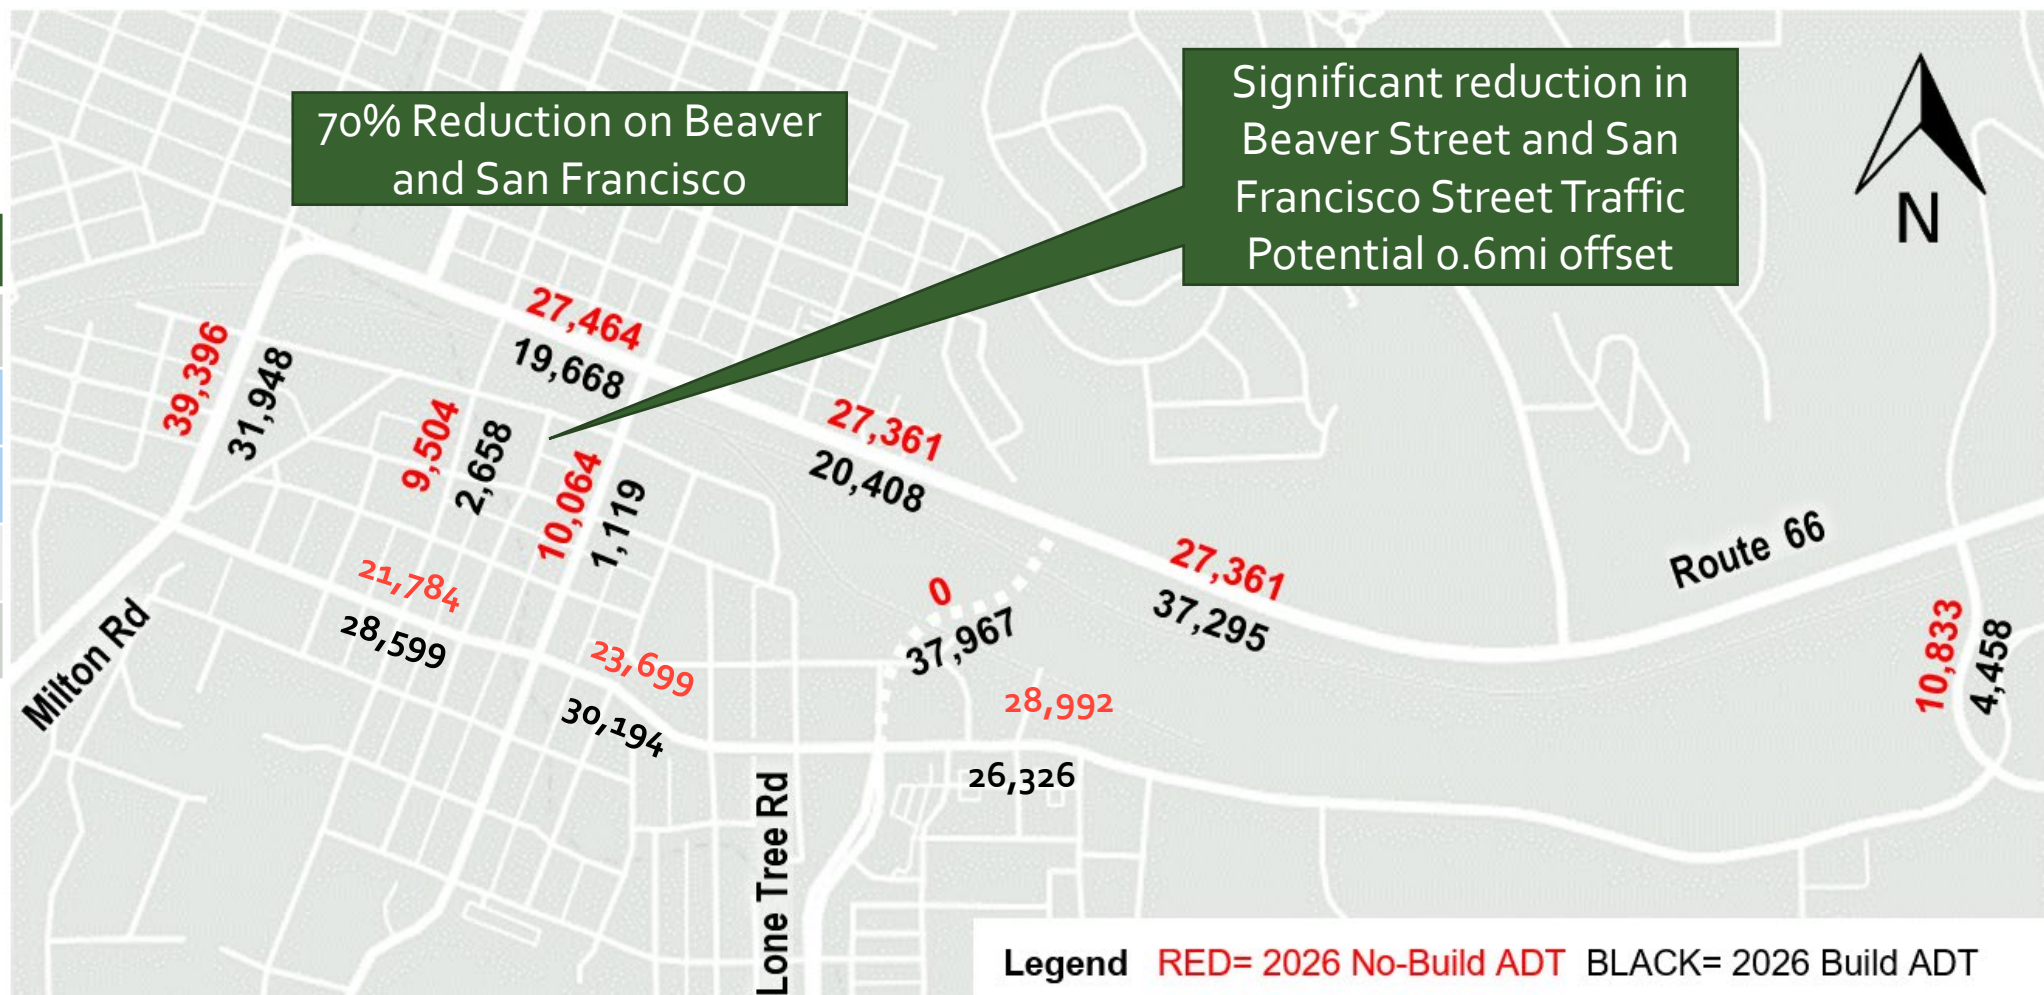 70% Reduction on Beaver
and San Francisco
Significant reduction in
Beaver Street and San
Francisco Street Traffic
Potential 0.6mi offset
N
27,464
19,668
39,396
31,948
27,361
20,408
9,504
2,658
10,064
1,119
27,361
37,295
Route 66
21,784
28,599
0
37,967
10,833
4,458
Milton Rd
23,699
30,194
28,992
26,326
Lone Tree Rd
Legend RED= 2026 No-Build ADT BLACK= 2026 Build ADT